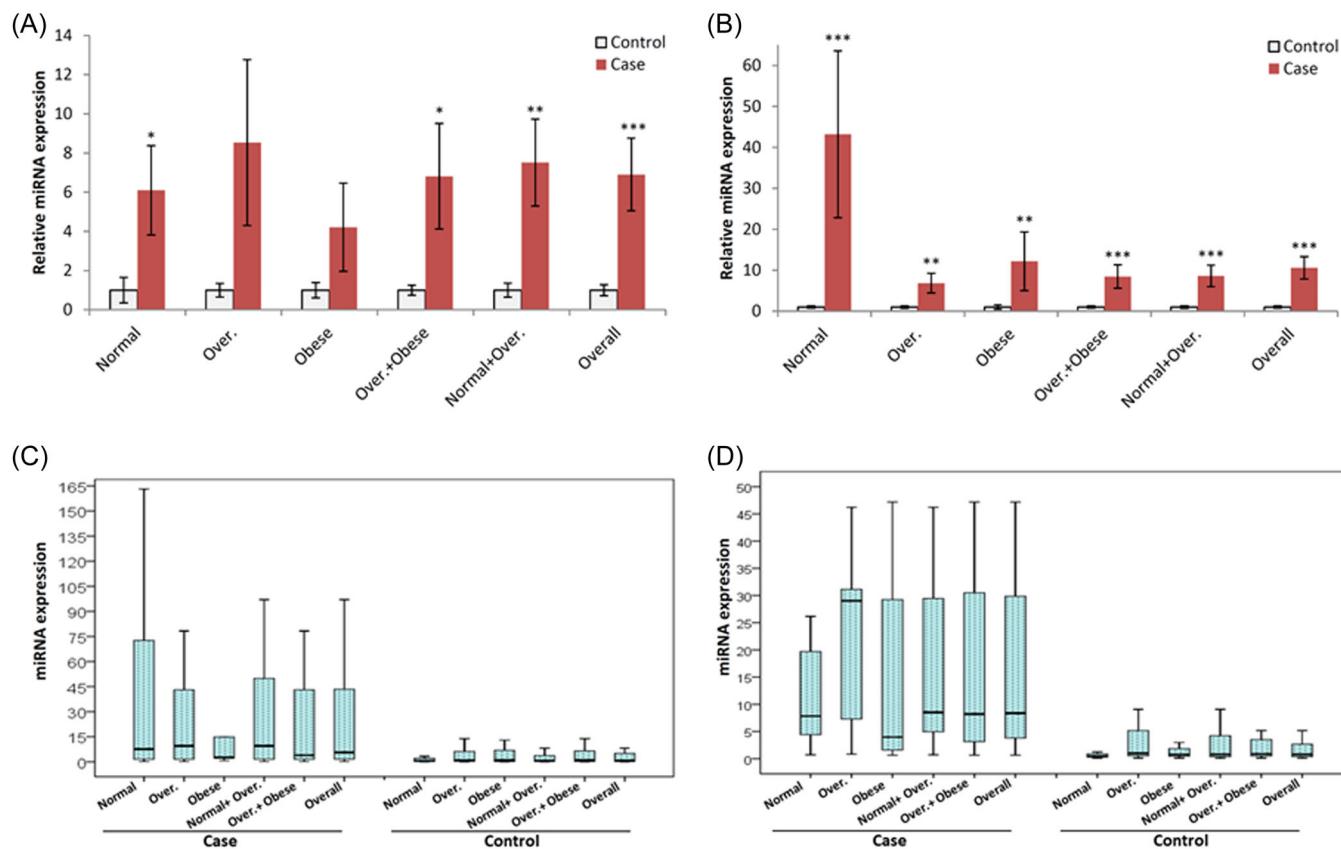 (A)
14
12
10
8
6
4
2
0
Relative miRNA expression
Control
Case
*
*
**
***
Normal
Over.
Obese
Over.+Obese
Normal+Over.
Overall
(B)
60
50
40
30
20
10
0
Relative miRNA expression
Control
Case
***
**
**
***
***
***
Normal
Over.
Obese
Over.+Obese
Normal+Over.
Overall
(C)
165
150
135
120
105
90
75
60
45
30
15
0
miRNA expression
Normal
Over.
Obese
Normal+ Over.
Over.+ Obese
Overall
Normal
Over.
Obese
Normal+ Over.
Over.+ Obese
Overall
Case
Control
(D)
50
45
40
35
30
25
20
15
10
5
0
miRNA expression
Normal
Over.
Obese
Normal+ Over.
Over.+ Obese
Overall
Normal
Over.
Obese
Normal+ Over.
Over.+ Obese
Overall
Case
Control